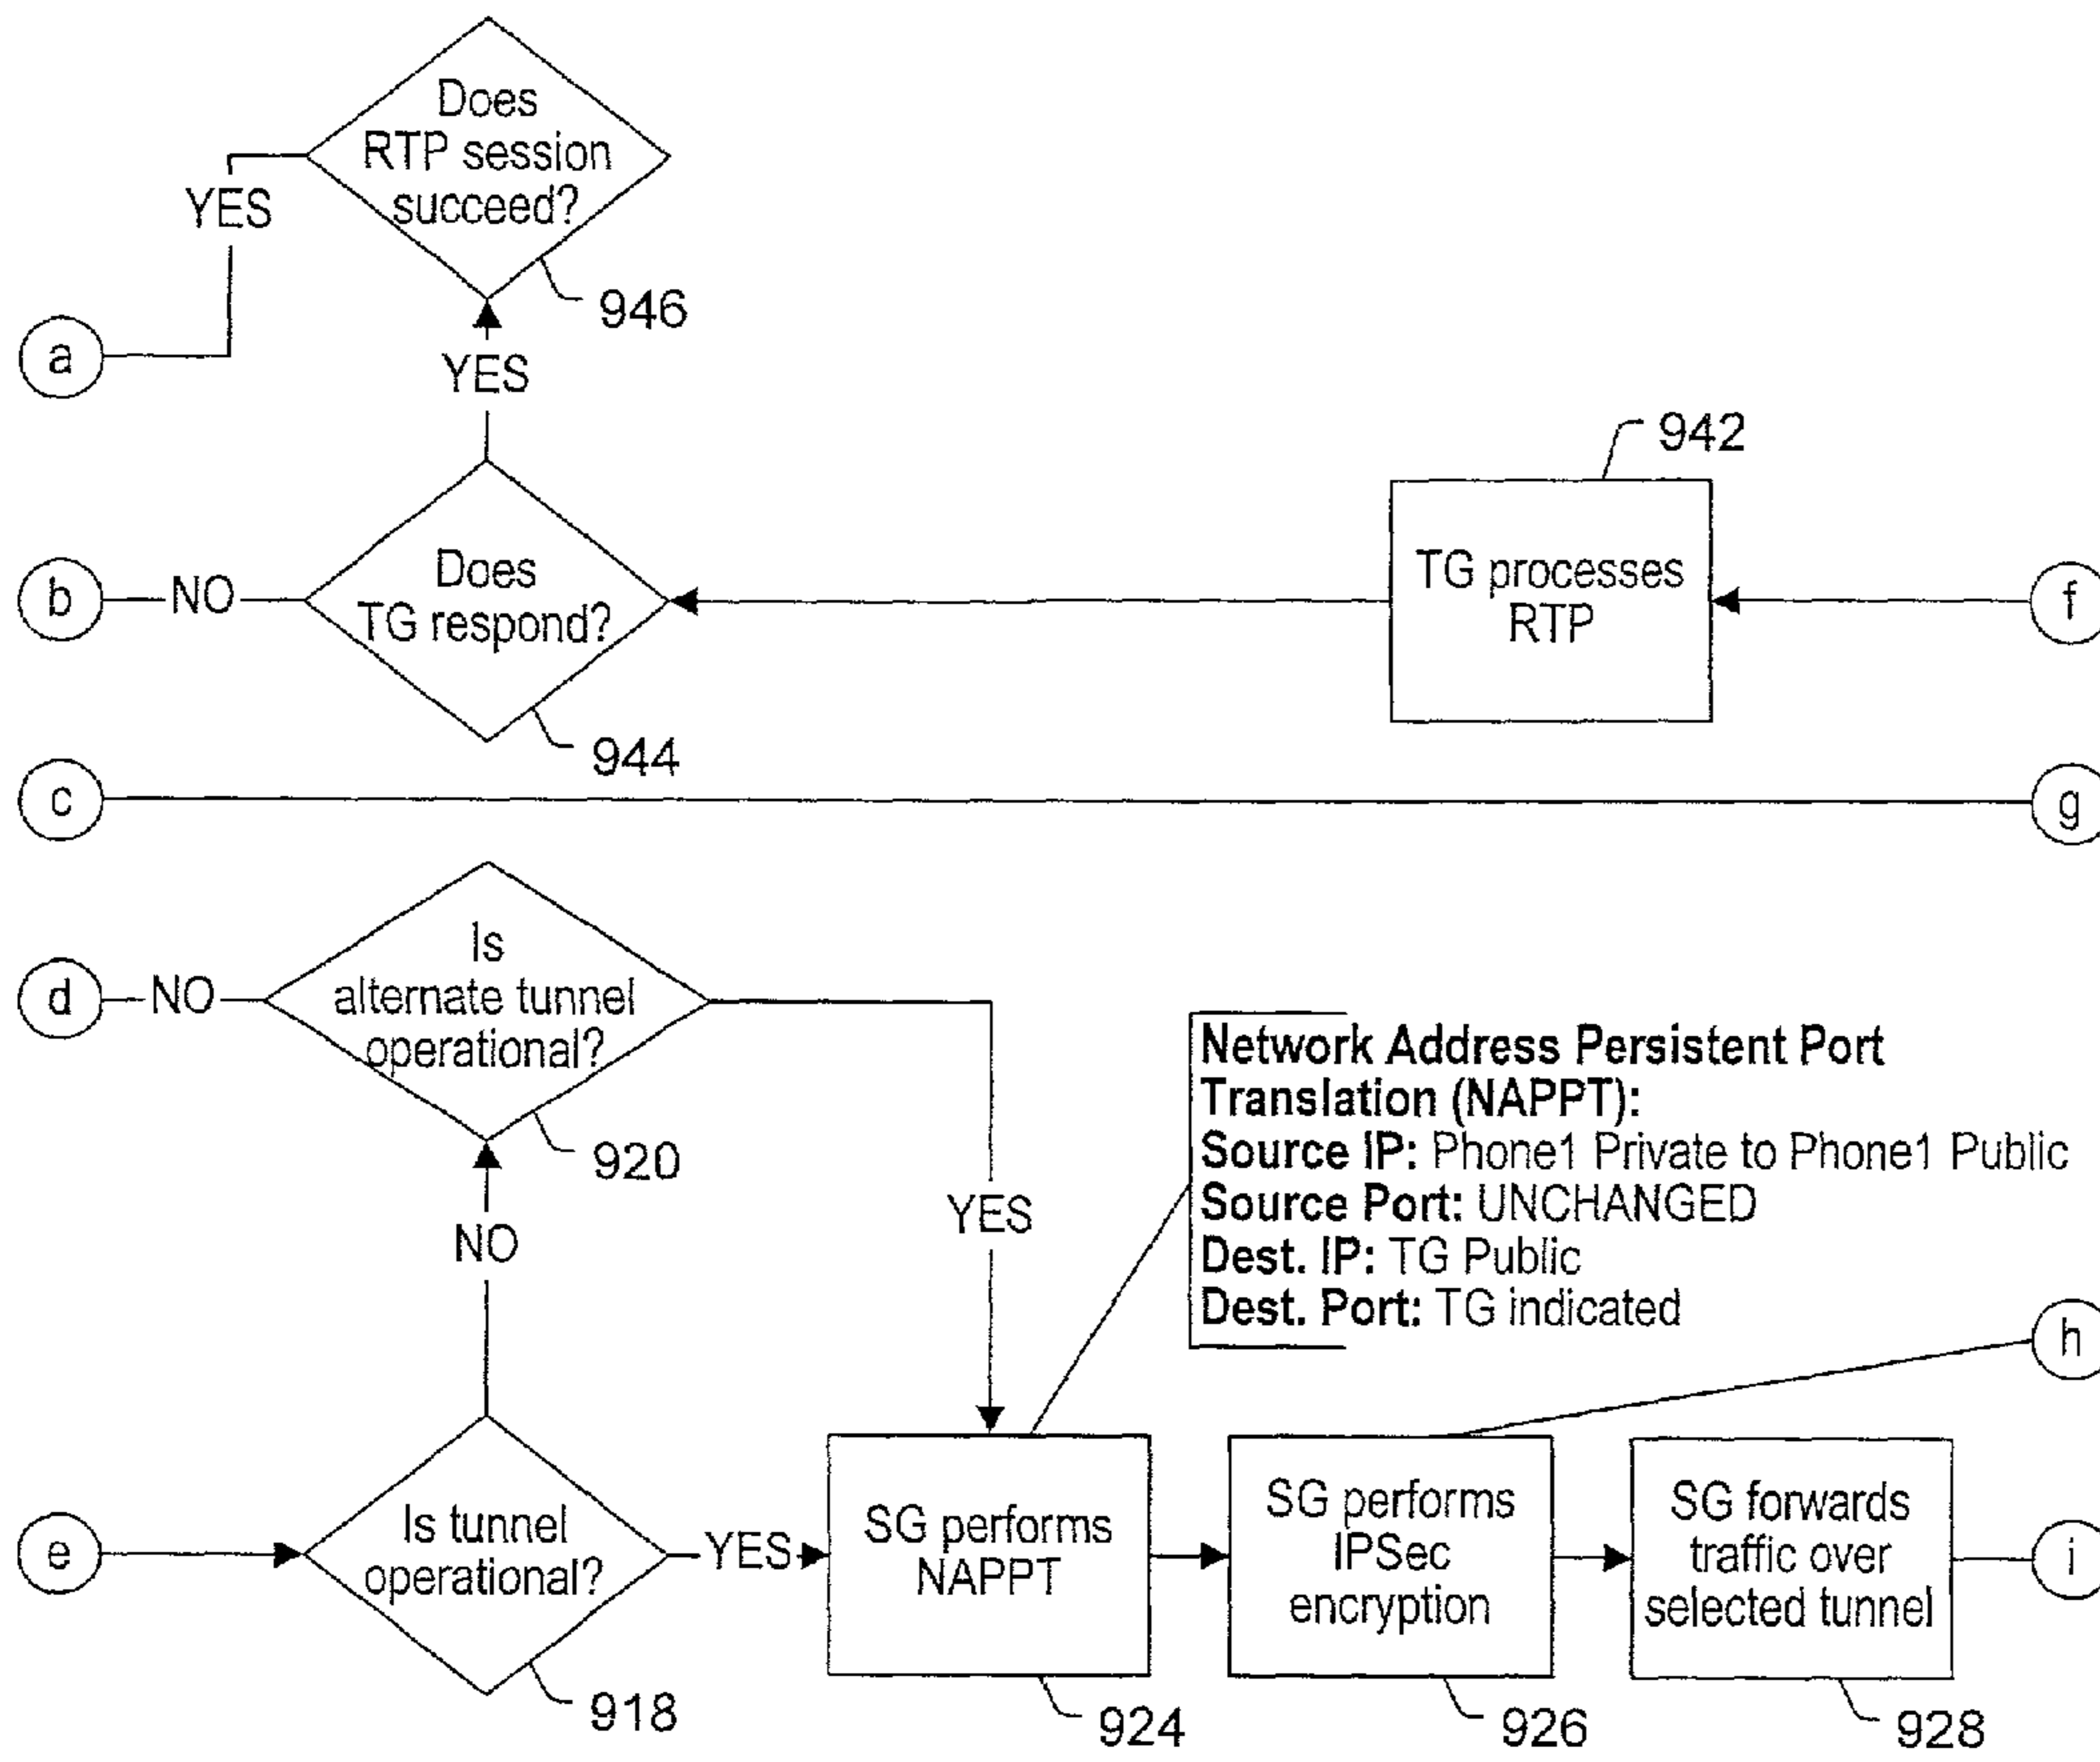 Does
RTP session
succeed?
YES
946
a
YES
942
b
NO
Does
TG respond?
TG processes
RTP
f
944
c
g
Is
alternate tunnel
operational?
d
NO
920
Network Address Persistent Port
Translation (NAPPT):
Source IP: Phone1 Private to Phone1 Public
Source Port: UNCHANGED
Dest. IP: TG Public
Dest. Port: TG indicated
YES
NO
h
e
Is tunnel
operational?
YES
SG performs
NAPPT
SG performs
IPSec
encryption
SG forwards
traffic over
selected tunnel
i
918
924
926
928